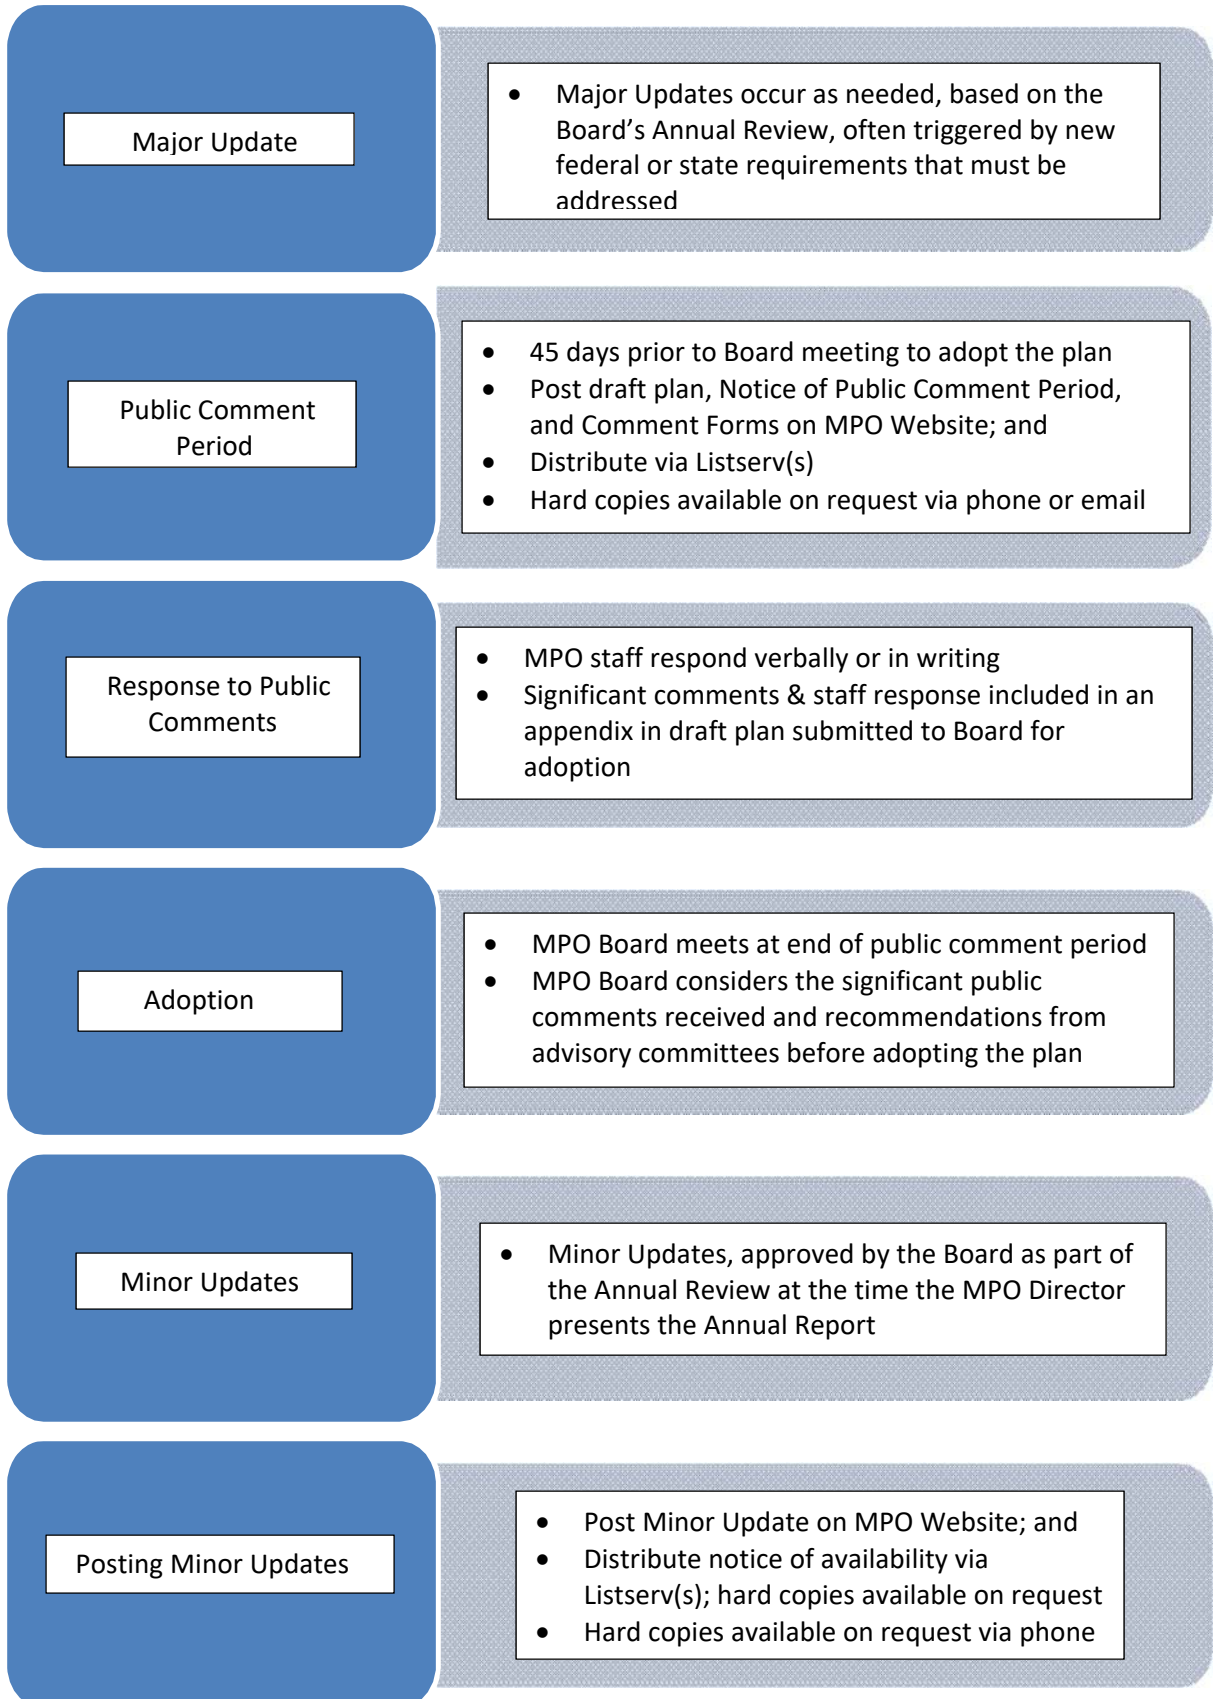 Major Update
• Major Updates occur as needed, based on the
Board’s Annual Review, often triggered by new
federal or state requirements that must be
addressed
Public Comment
Period
• 45 days prior to Board meeting to adopt the plan
• Post draft plan, Notice of Public Comment Period,
and Comment Forms on MPO Website; and
• Distribute via Listserv(s)
• Hard copies available on request via phone or email
Response to Public
Comments
• MPO staff respond verbally or in writing
• Significant comments & staff response included in an
appendix in draft plan submitted to Board for
adoption
Adoption
• MPO Board meets at end of public comment period
• MPO Board considers the significant public
comments received and recommendations from
advisory committees before adopting the plan
Minor Updates
• Minor Updates, approved by the Board as part of
the Annual Review at the time the MPO Director
presents the Annual Report
Posting Minor Updates
• Post Minor Update on MPO Website; and
• Distribute notice of availability via
Listserv(s); hard copies available on request
• Hard copies available on request via phone